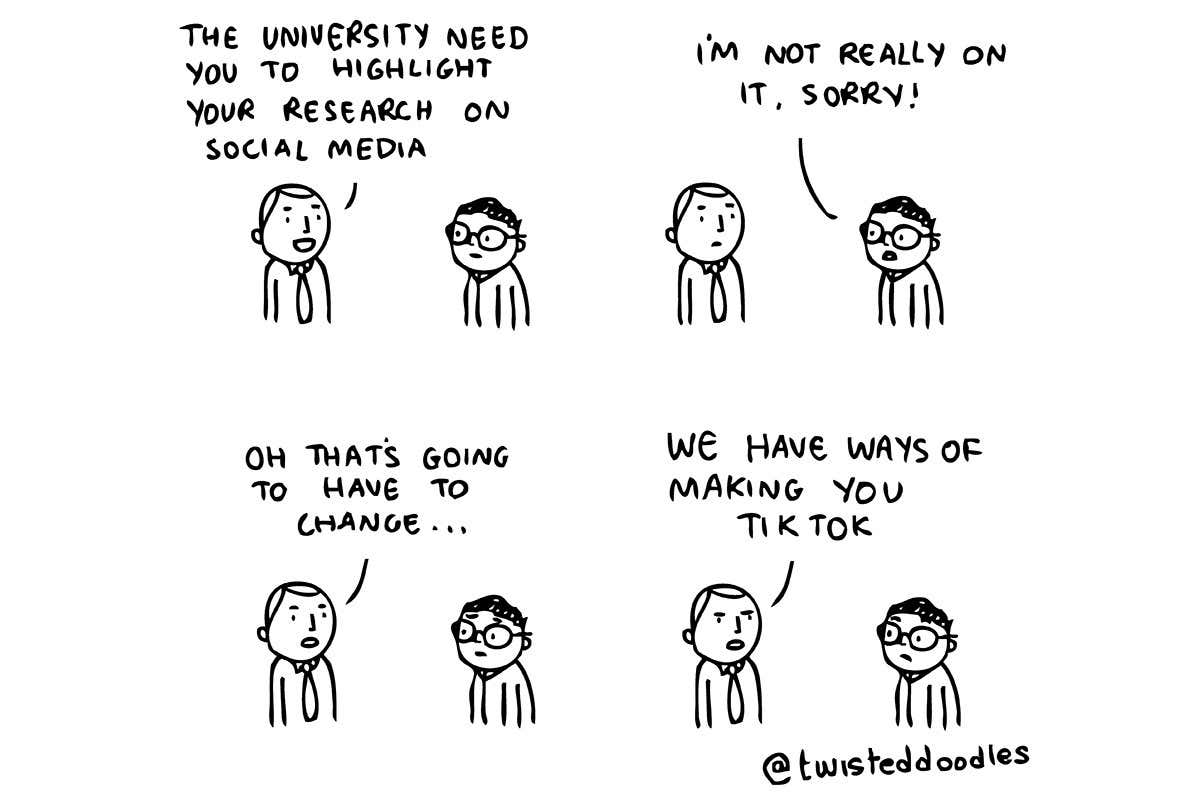 THE UNIVERSITY NEED
YOU TO HIGHLIGHT
YOUR RESEARCH ON
SOCIAL MEDIA
I'M NOT REALLY ON
IT, SORRY!
OH THAT'S GOING
TO HAVE TO
CHANGE...
WE HAVE WAYS OF
MAKING YOU
TIKTOK
@twisteddoodles